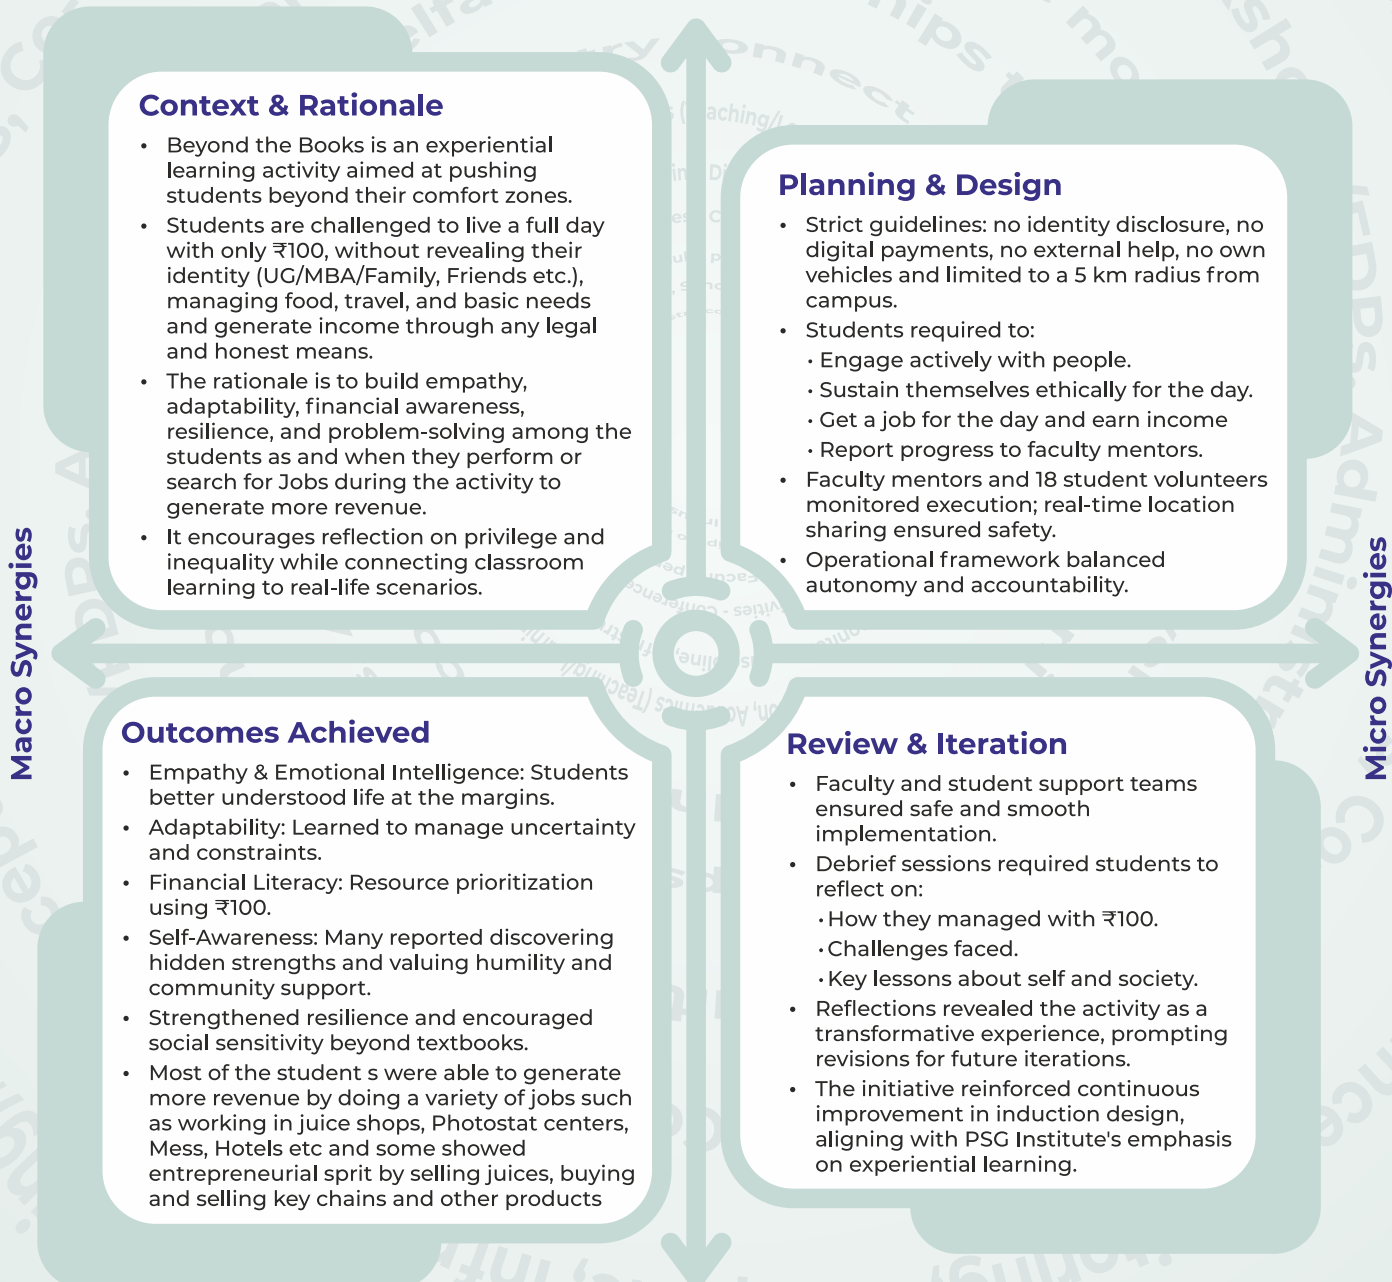 Context & Rationale
• Beyond the Books is an experiential
learning activity aimed at pushing
students beyond their comfort zones.
• Students are challenged to live a full day
with only ₹100, without revealing their
identity (UG/MBA/Family, Friends etc.),
managing food, travel, and basic needs
and generate income through any legal
and honest means.
• The rationale is to build empathy,
adaptability, financial awareness,
resilience, and problem-solving among the
students as and when they perform or
search for Jobs during the activity to
generate more revenue.
• It encourages reflection on privilege and
inequality while connecting classroom
learning to real-life scenarios.
Planning & Design
• Strict guidelines: no identity disclosure, no
digital payments, no external help, no own
vehicles and limited to a 5 km radius from
campus.
• Students required to:
• Engage actively with people.
• Sustain themselves ethically for the day.
• Get a job for the day and earn income
• Report progress to faculty mentors.
• Faculty mentors and 18 student volunteers
monitored execution; real-time location
sharing ensured safety.
• Operational framework balanced
autonomy and accountability.
Macro Synergies
Micro Synergies
Outcomes Achieved
• Empathy & Emotional Intelligence: Students
better understood life at the margins.
• Adaptability: Learned to manage uncertainty
and constraints.
• Financial Literacy: Resource prioritization
using ₹100.
• Self-Awareness: Many reported discovering
hidden strengths and valuing humility and
community support.
• Strengthened resilience and encouraged
social sensitivity beyond textbooks.
• Most of the student s were able to generate
more revenue by doing a variety of jobs such
as working in juice shops, Photostat centers,
Mess, Hotels etc and some showed
entrepreneurial sprit by selling juices, buying
and selling key chains and other products
Review & Iteration
• Faculty and student support teams
ensured safe and smooth
implementation.
• Debrief sessions required students to
reflect on:
• How they managed with ₹100.
• Challenges faced.
• Key lessons about self and society.
• Reflections revealed the activity as a
transformative experience, prompting
revisions for future iterations.
• The initiative reinforced continuous
improvement in induction design,
aligning with PSG Institute's emphasis
on experiential learning.